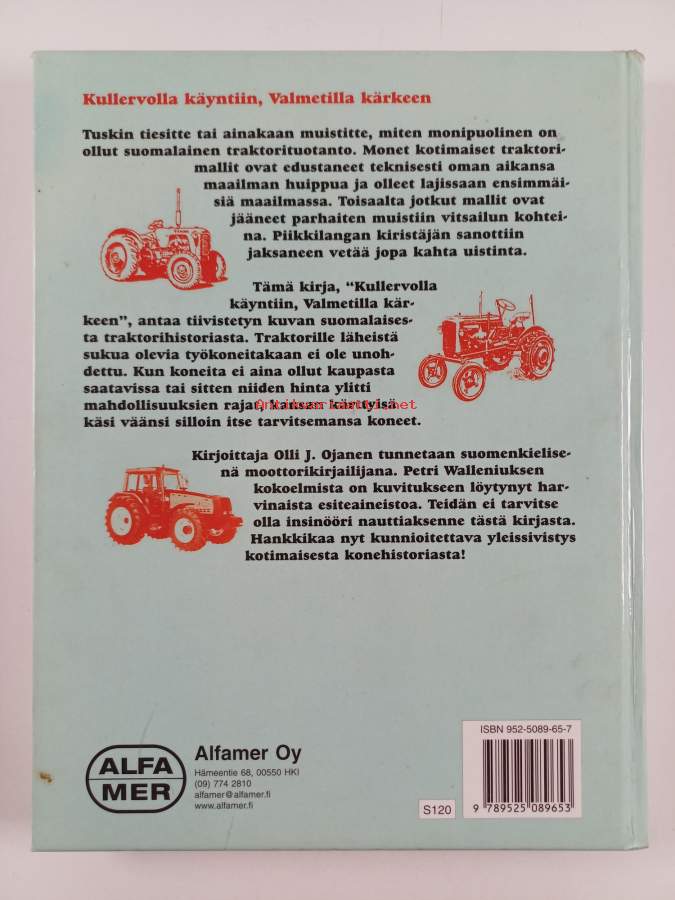 Kullervolla käyntiin, Valmetilla kärkeen
Tuskin tiesitte tai ainakaan muistitte, miten monipuolinen on
ollut suomalainen traktorituotanto. Monet kotimaiset traktori-
mallit ovat edustaneet teknisesti oman aikansa
maailman huippua ja olleet lajissaan ensimmäi-
siä maailmassa. Toisaalta jotkut mallit ovat
jääneet parhaiten muistiin vitsailun kohtei-
na. Piikkilangan kiristäjän sanottiin
jaksaneen vetää jopa kahta uistinta.
Tämä kirja, “Kullervolla
käyntiin, Valmetilla kär-
keen”, antaa tiivistetyn kuvan suomalaises-
ta traktorihistoriasta. Traktorille läheistä
sukua olevia työkoneitakaan ei ole unoh-
dettu. Kun koneita ei aina ollut kaupasta
saatavissa tai sitten niiden hinta ylitti
mahdollisuuksien rajat, kansan kättyisä
käsi väänsi silloin itse tarvitsemansa koneet.
Antikvariaatti.net
Kirjoittaja Olli J. Ojanen tunnetaan suomenkielise-
nä moottorikirjailijana. Petri Walleniuksen
kokoelmista on kuvitukseen löytynyt har-
vinaista esiteaineistoa. Teidän ei tarvitse
olla insinööri nauttiaksenne tästä kirjasta.
Hankkikaa nyt kunnioitettava yleissivistys
kotimaisesta konehistoriasta!
ALFA
MER
Alfamer Oy
Hämeentie 68, 00550 HKI
(09) 774 2810
alfamer@alfamer.fi
www.alfamer.fi
S120
ISBN 952-5089-65-7
9 789525 089653